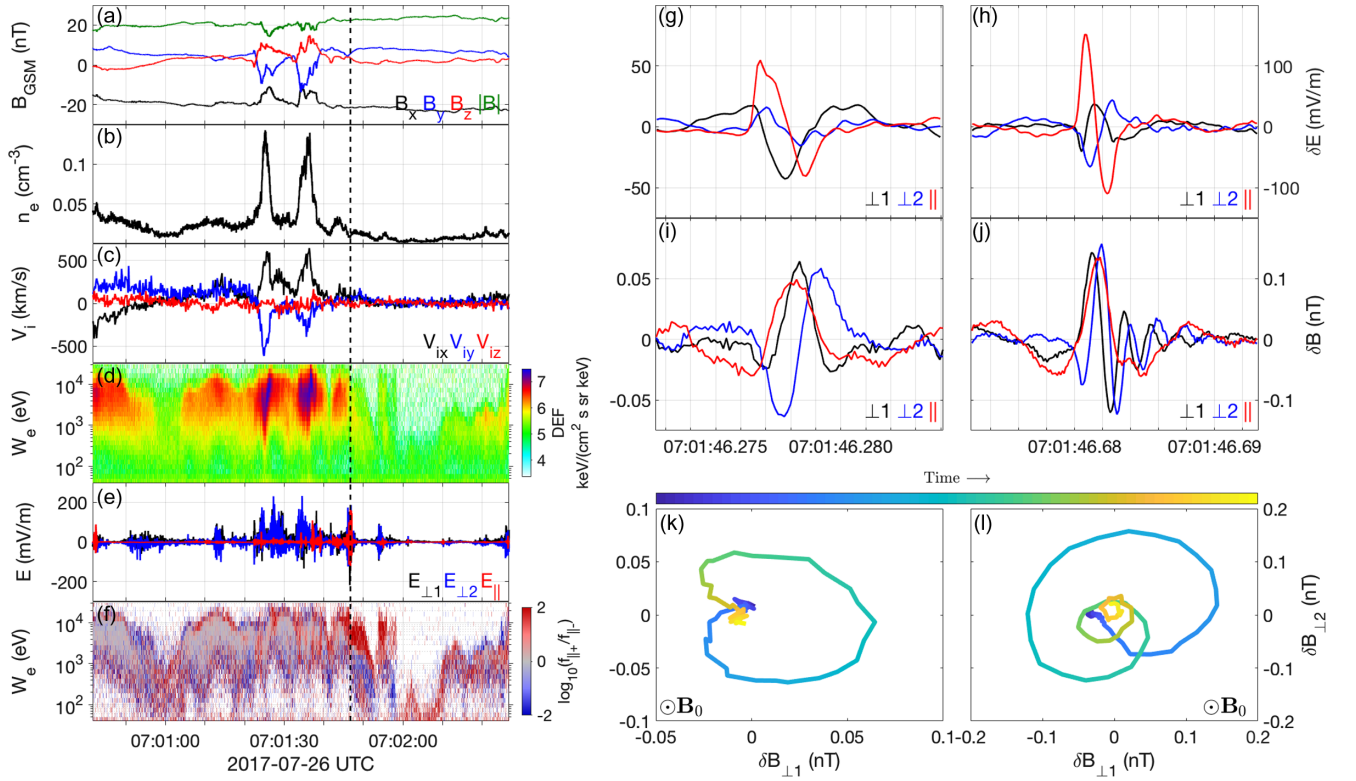 (a)
20
0
-20
B_GSM (nT)
B_x B_y B_z |B|
(b)
0.1
0.05
0
n_e (cm^-3)
(c)
500
0
-500
V_i (km/s)
V_ix V_iy V_iz
(d)
10^4
10^3
10^2
W_e (eV)
7
6
5
4
DEF
keV/(cm^2 s sr keV)
(e)
200
0
-200
E (mV/m)
E_⊥1 E_⊥2 E_||
(f)
10^4
10^3
10^2
W_e (eV)
2
0
-2
log_10(f_||+/f_||-)
07:01:00 07:01:30 07:02:00
2017-07-26 UTC
(g)
50
0
-50
⊥1 ⊥2 ||
(h)
100
0
-100
δE (mV/m)
⊥1 ⊥2 ||
(i)
0.05
0
-0.05
⊥1 ⊥2 ||
07:01:46.275 07:01:46.280
(j)
0.1
0
-0.1
δB (nT)
⊥1 ⊥2 ||
07:01:46.68 07:01:46.69
Time →
(k)
0.1
0.05
0
-0.05
-0.1
⊙B_0
-0.05 0 0.05 0.1
δB_⊥1 (nT)
(l)
0.2
0.1
0
-0.1
-0.2
δB_⊥2 (nT)
⊙B_0
-0.2 -0.1 0 0.1 0.2
δB_⊥1 (nT)